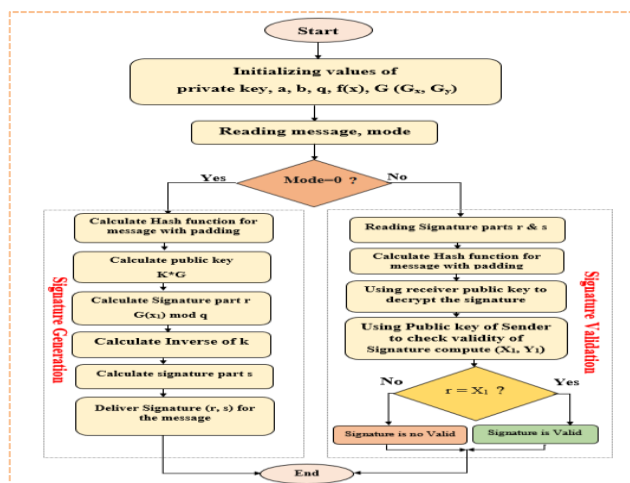 Start
Initializing values of
private key, a, b, q, f(x), G (Gx, Gy)
Reading message, mode
Mode=0 ?
Yes
No
Signature Generation
Calculate Hash function for
message with padding
Calculate public key
K*G
Calculate Signature part r
G(x₁) mod q
Calculate Inverse of k
Calculate signature part s
Deliver Signature (r, s) for
the message
Reading Signature parts r & s
Calculate Hash function for
message with padding
Using receiver public key to
decrypt the signature
Using Public key of Sender
to check validity of
Signature compute (X₁, Y₁)
Signature Validation
No
r = X₁ ?
Yes
Signature is no Valid
Signature is Valid
End